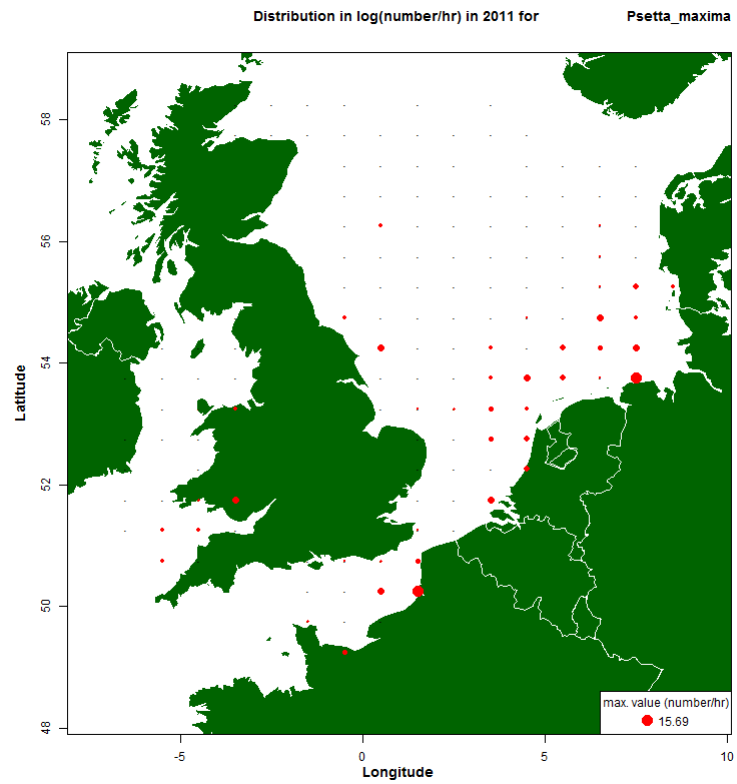 Distribution in log(number/hr) in 2011 for Psetta_maxima
58
56
54
52
50
48
Latitude
-5 0 5 10
Longitude
max. value (number/hr)
15.69